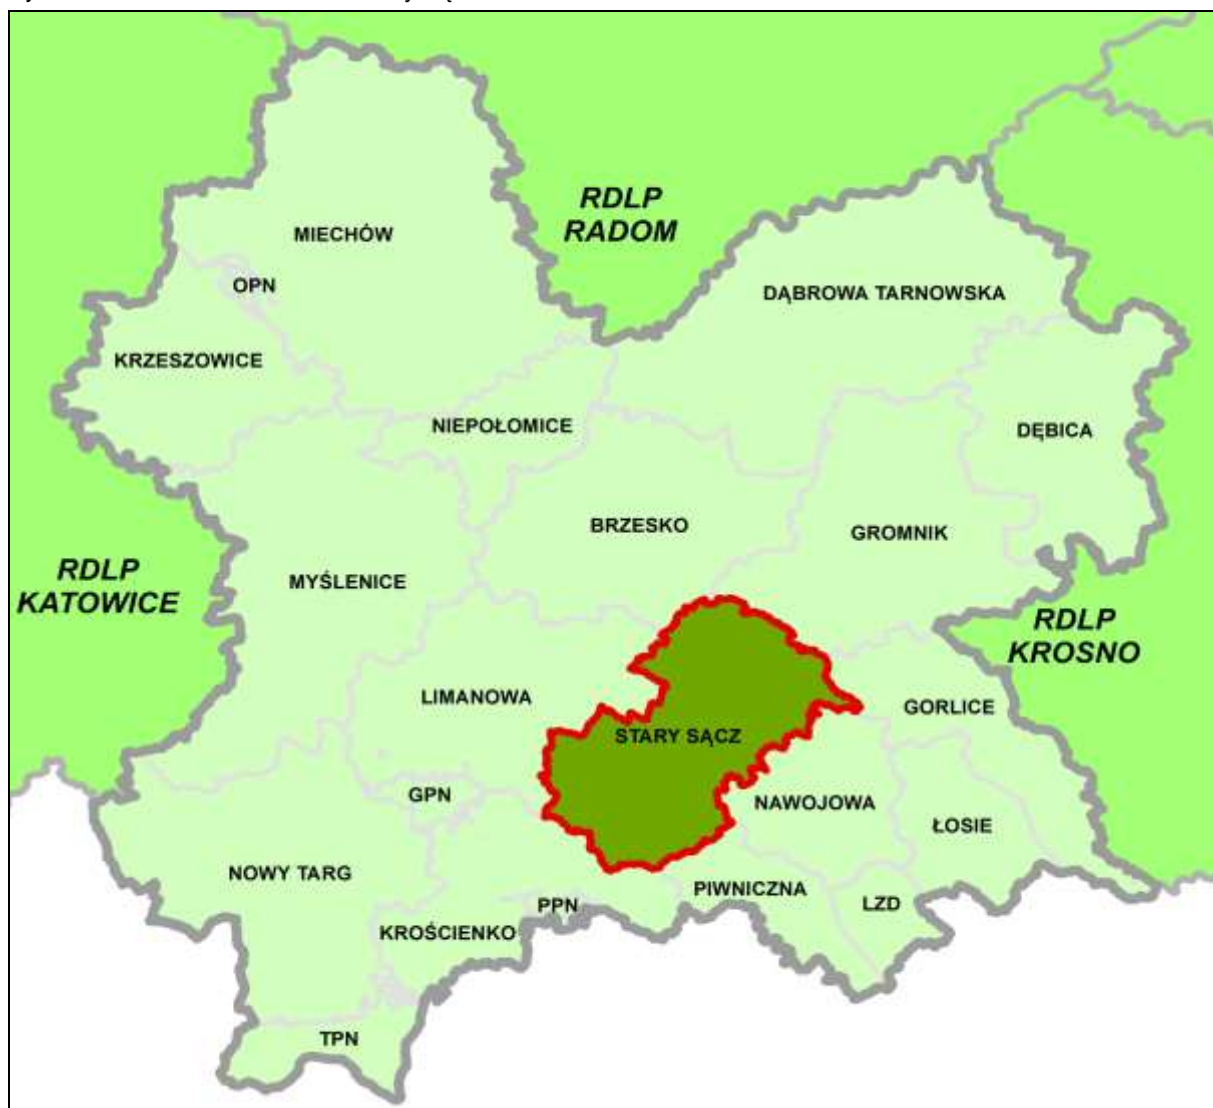 RDLP
RADOM
MIECHÓW
OPN
DĄBROWA TARNOWSKA
KRZESZOWICE
NIEPOŁOMICE
DĘBICA
BRZESKO
GROMNIK
RDLP
KATOWICE
MYŚLENICE
RDLP
KROSNO
LIMANOWA
GORLICE
STARY SĄCZ
GPN
NAWOJOWA
ŁOSIE
NOWY TARG
PIWNICZNA
PPN
LZD
KROŚCIENKO
TPN